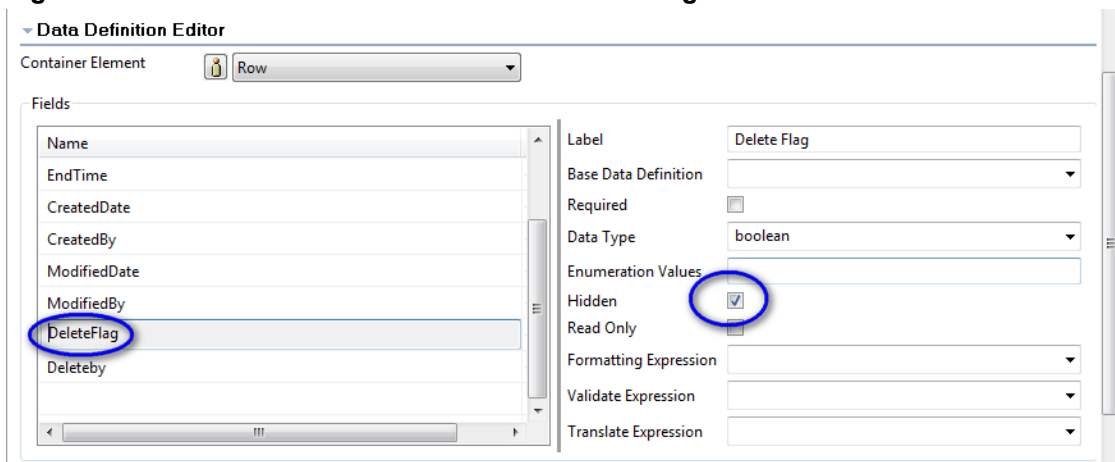 Data Definition Editor
Container Element Row
Fields
Name
EndTime
CreatedDate
CreatedBy
ModifiedDate
ModifiedBy
DeleteFlag
Deleteby
Label Delete Flag
Base Data Definition
Required
Data Type boolean
Enumeration Values
Hidden
Read Only
Formatting Expression
Validate Expression
Translate Expression